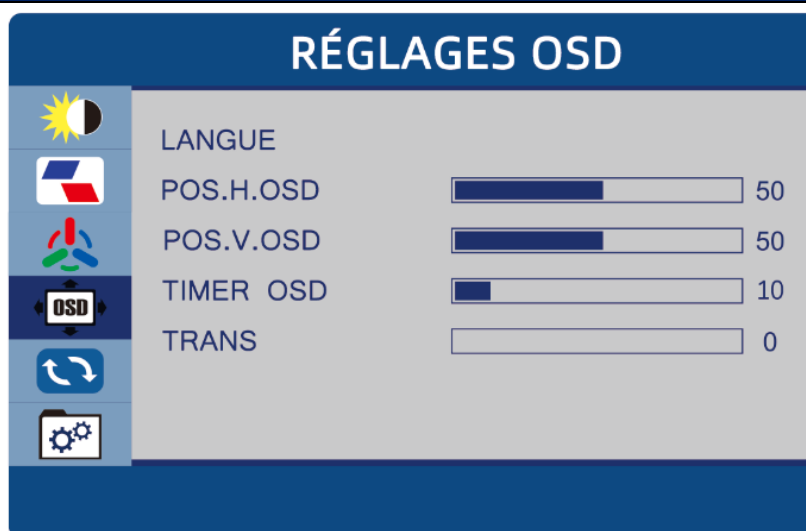 RÉGLAGES OSD
LANGUE
POS.H.OSD 50
POS.V.OSD 50
TIMER OSD 10
OSD
TRANS 0